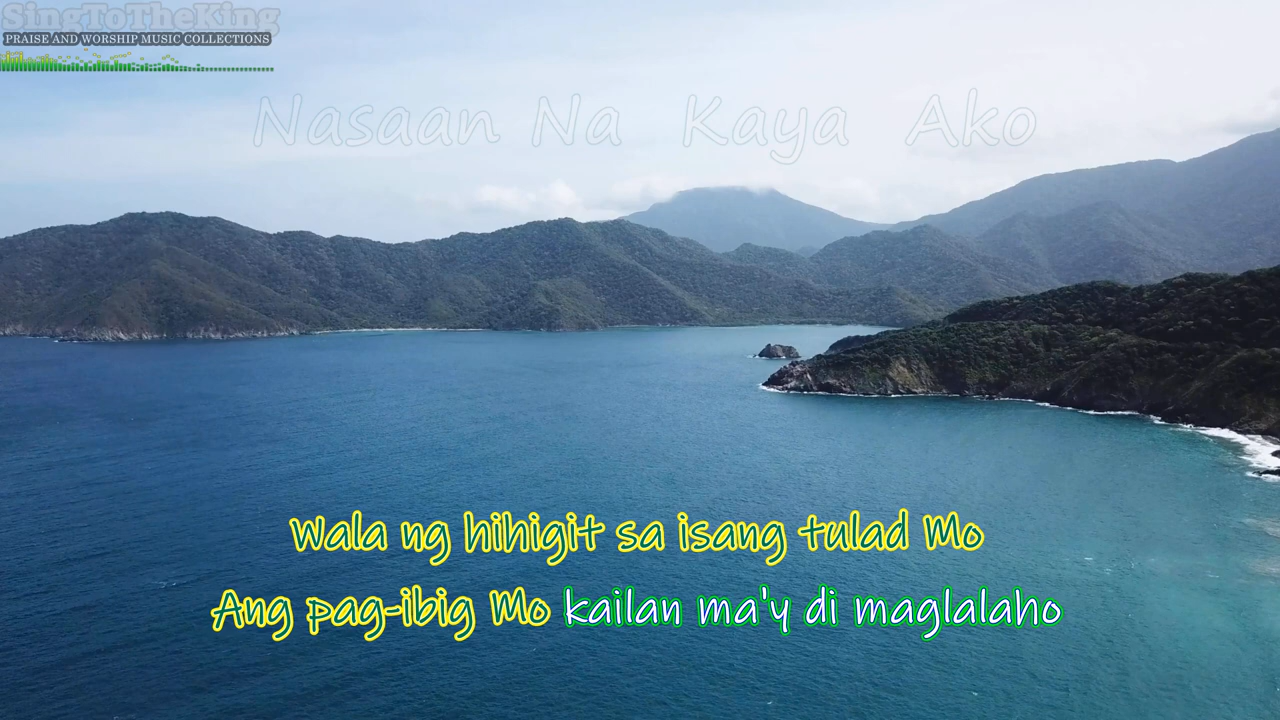 SingToTheKing
PRAISE AND WORSHIP MUSIC COLLECTIONS
Nasaan Na Kaya Ako
Wala ng hihigit sa isang tulad Mo
Ang pag-ibig Mo kailan ma'y di maglalaho